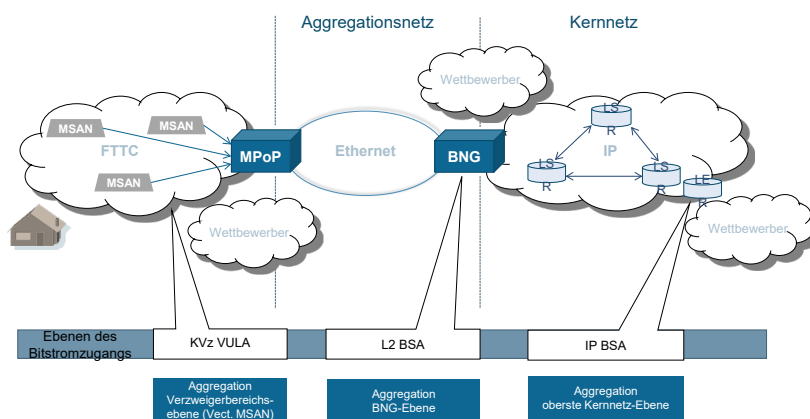 Aggregationsnetz
Kernnetz
Wettbewerber
Wettbewerber
MSAN
MSAN
FTTC
MSAN
MPoP
Ethernet
BNG
LS
R
IP
LS
R
LS
R
LE
R
Wettbewerber
Wettbewerber
Ebenen des
Bitstromzugangs
KVz VULA
L2 BSA
IP BSA
Aggregation
Verzweigerbereichs-
ebene (Vect. MSAN)
Aggregation
BNG-Ebene
Aggregation
oberste Kernnetz-Ebene